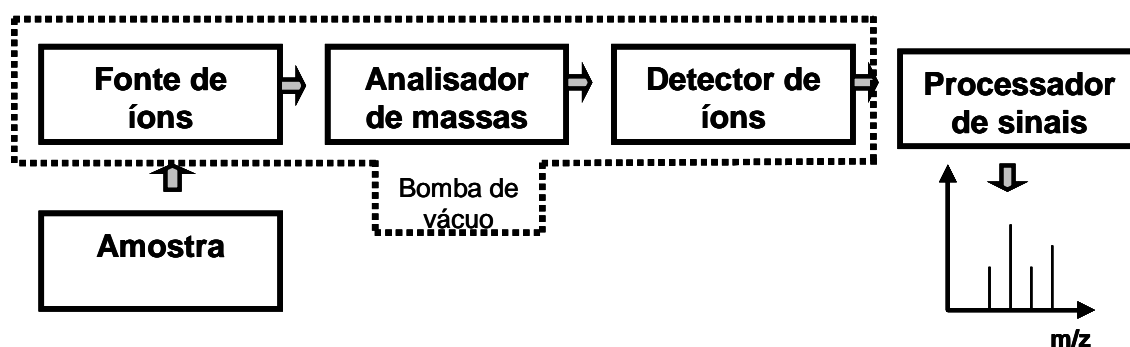 Fonte de
íons
Analisador
de massas
Detector de
íons
Processador
de sinais
Bomba de
vácuo
Amostra
m/z